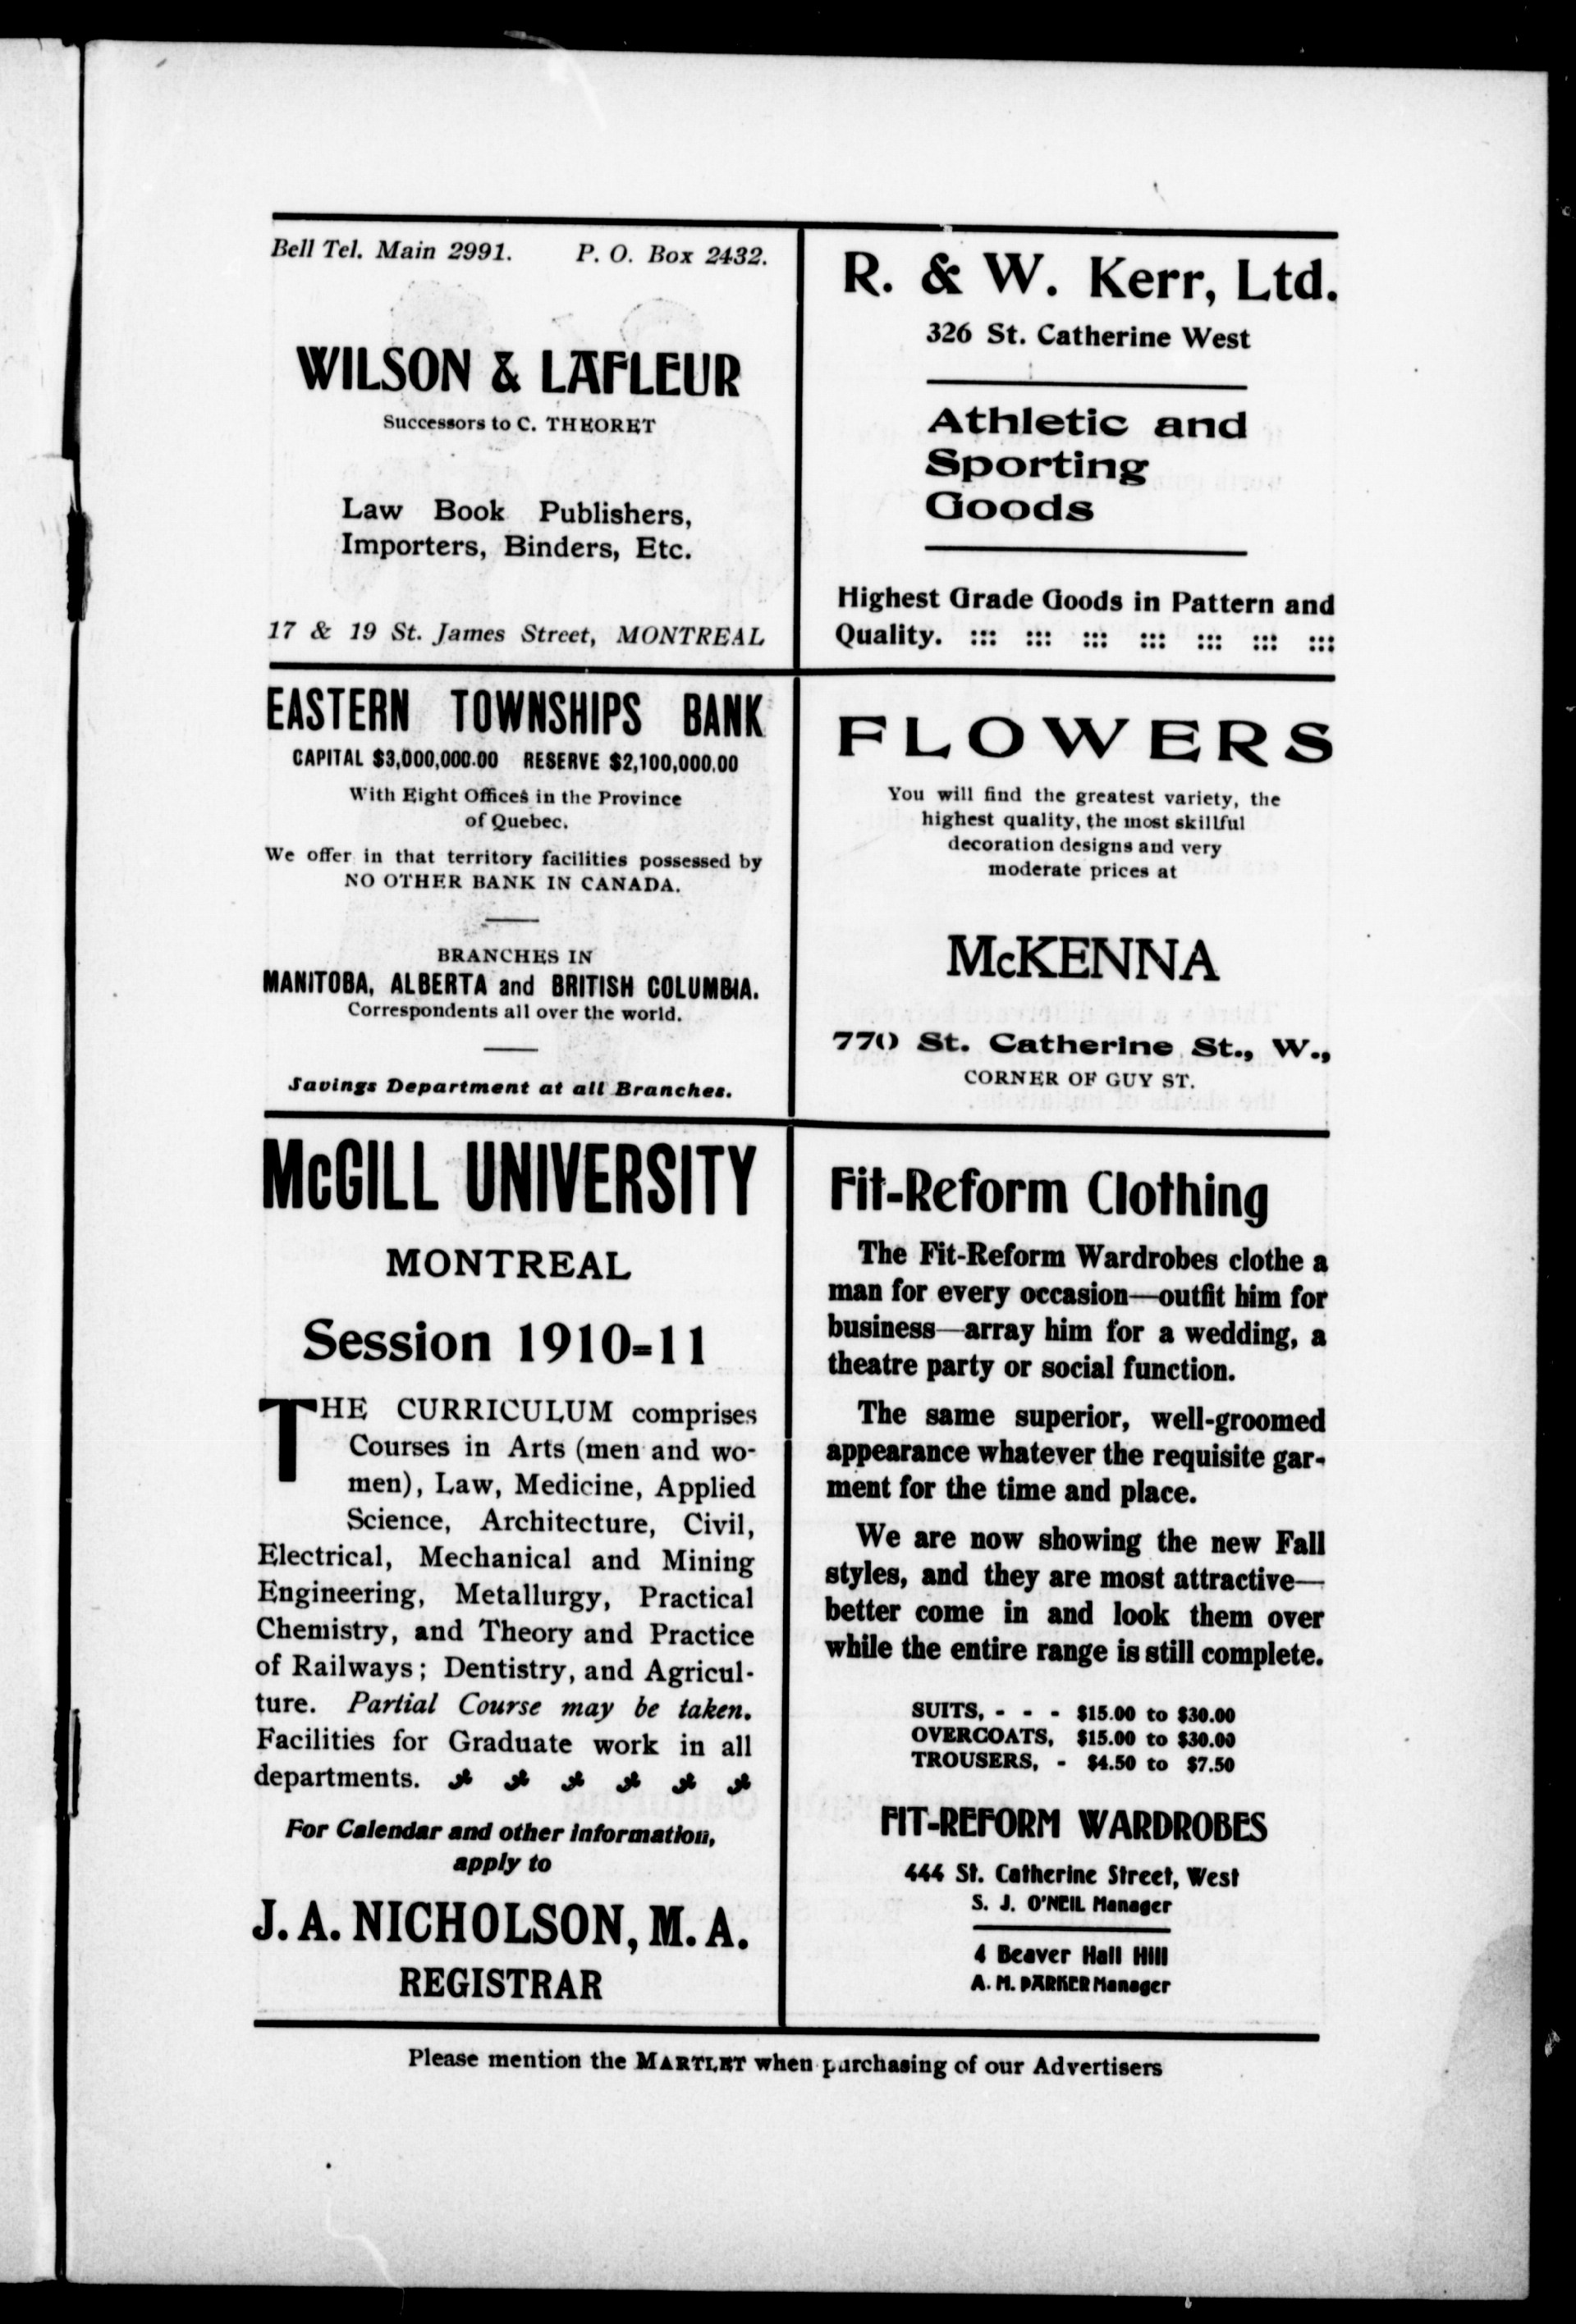 Bell Tel. Main 2991. P. O. Box 2432.
WILSON & LAFLEUR
Successors to C. THEORET
Law Book Publishers,
Importers, Binders, Etc.
17 & 19 St. James Street, MONTREAL
R. & W. Kerr, Ltd.
326 St. Catherine West
Athletic and
Sporting
Goods
Highest Grade Goods in Pattern and
Quality. :::: :::: :::: :::: :::: :::: ::::
EASTERN TOWNSHIPS BANK
CAPITAL $3,000,000.00 RESERVE $2,100,000.00
With Eight Offices in the Province
of Quebec.
We offer in that territory facilities possessed by
NO OTHER BANK IN CANADA.
BRANCHES IN
MANITOBA, ALBERTA and BRITISH COLUMBIA.
Correspondents all over the world.
Savings Department at all Branches.
FLOWERS
You will find the greatest variety, the
highest quality, the most skillful
decoration designs and very
moderate prices at
McKENNA
770 St. Catherine St., W.,
CORNER OF GUY ST.
McGILL UNIVERSITY
MONTREAL
Session 1910-11
THE CURRICULUM comprises
Courses in Arts (men and wo-
men), Law, Medicine, Applied
Science, Architecture, Civil,
Electrical, Mechanical and Mining
Engineering, Metallurgy, Practical
Chemistry, and Theory and Practice
of Railways; Dentistry, and Agricul-
ture. Partial Course may be taken.
Facilities for Graduate work in all
departments.
For Calendar and other information,
apply to
J. A. NICHOLSON, M. A.
REGISTRAR
Fit-Reform Clothing
The Fit-Reform Wardrobes clothe a
man for every occasion—outfit him for
business—array him for a wedding, a
theatre party or social function.
The same superior, well-groomed
appearance whatever the requisite gar-
ment for the time and place.
We are now showing the new Fall
styles, and they are most attractive—
better come in and look them over
while the entire range is still complete.
SUITS, - - - $15.00 to $30.00
OVERCOATS, $15.00 to $30.00
TROUSERS, - $4.50 to $7.50
FIT-REFORM WARDROBES
444 St. Catherine Street, West
S. J. O'NEIL Manager
4 Beaver Hall Hill
A. M. PARKER Manager
Please mention the MARTLET when purchasing of our Advertisers